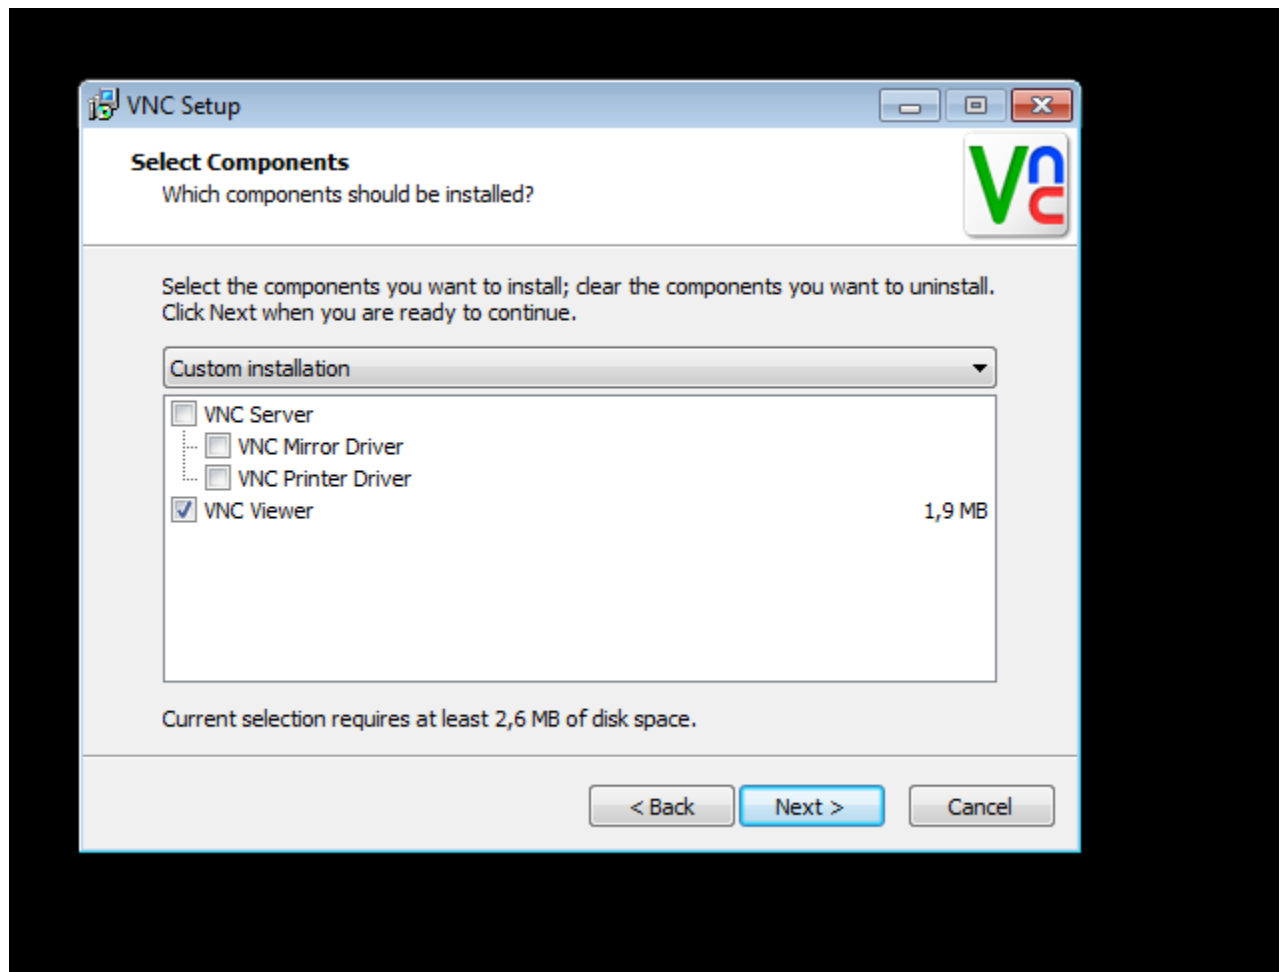 VNC Setup
Select Components
Which components should be installed?
Vnc
Select the components you want to install; clear the components you want to uninstall.
Click Next when you are ready to continue.
Custom installation
VNC Server
VNC Mirror Driver
VNC Printer Driver
VNC Viewer 1,9 MB
Current selection requires at least 2,6 MB of disk space.
< Back Next > Cancel